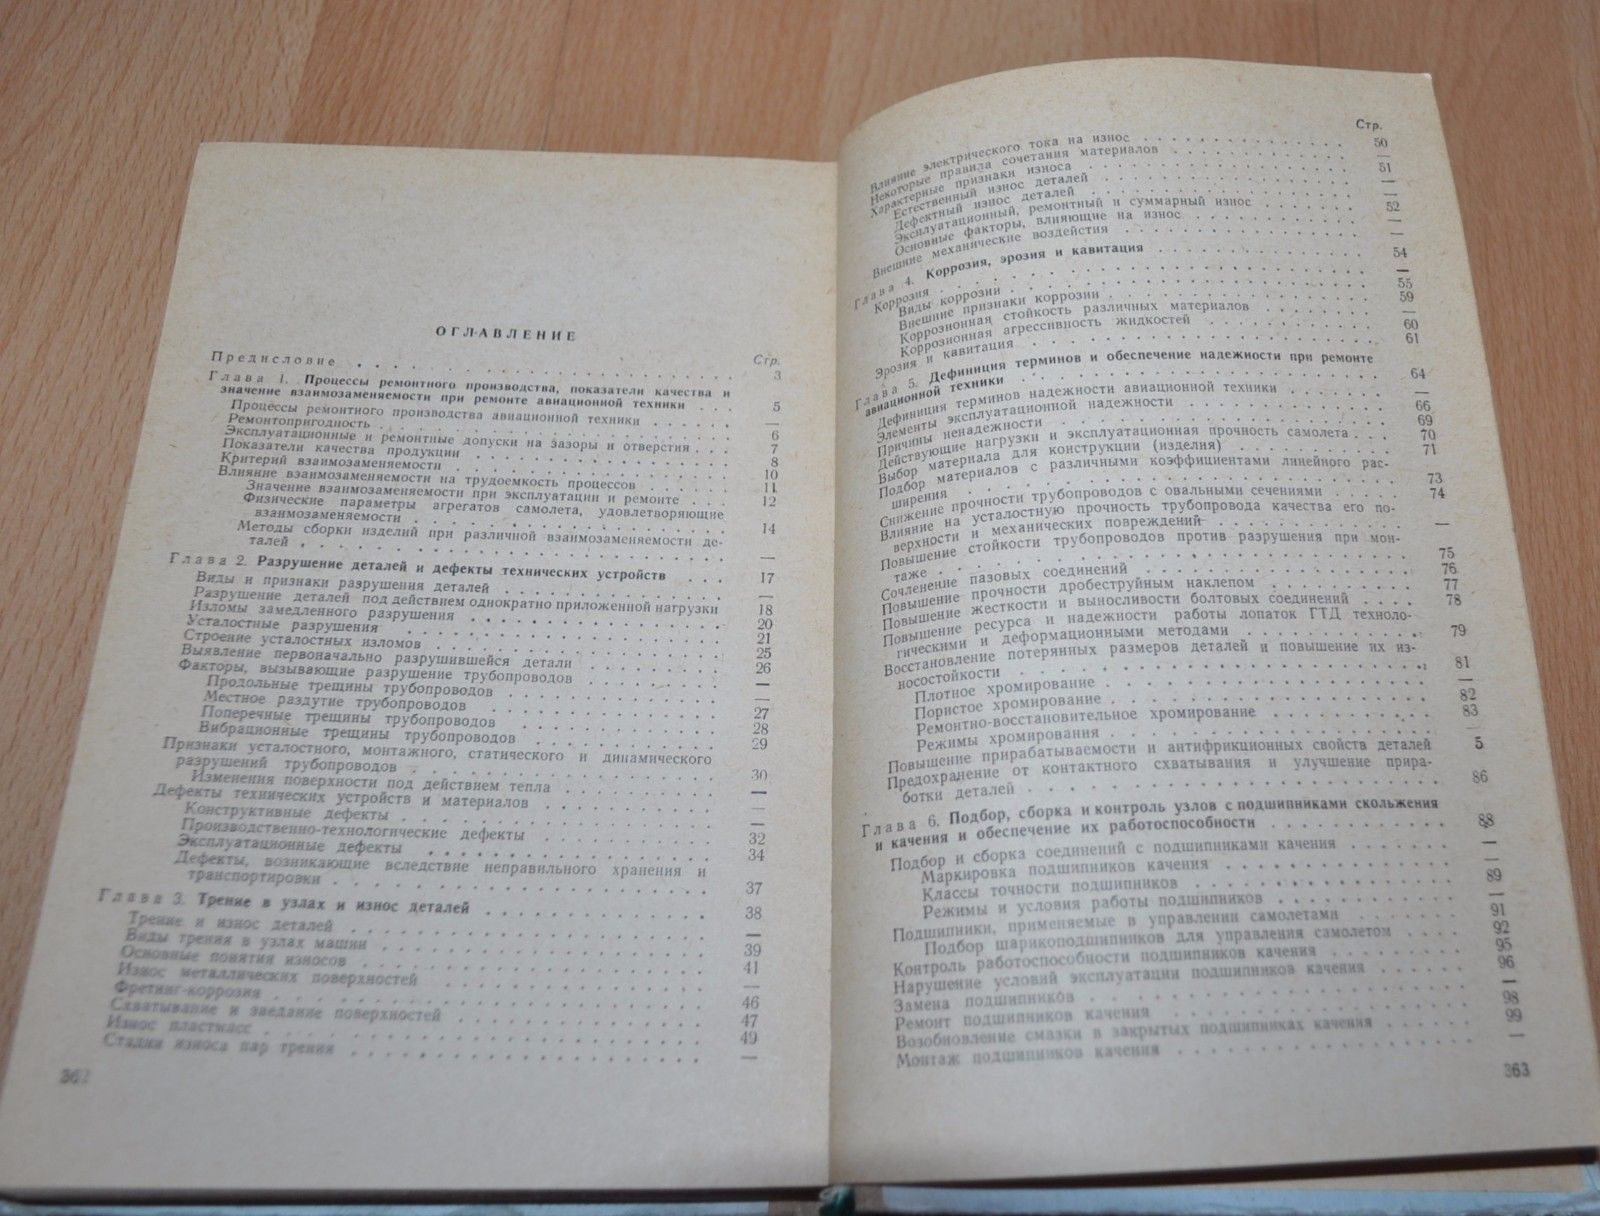 ОГЛАВЛЕНИЕ
Стр.
Предисловие . . . 3
Глава 1. Процессы ремонтного производства, показатели качества и
значение взаимозаменяемости при ремонте авиационной техники . . . 5
Процессы ремонтного производства авиационной техники . . . —
Ремонтопригодность . . . 6
Эксплуатационные и ремонтные допуски на зазоры и отверстия . . . 7
Показатели качества продукции . . . 8
Критерий взаимозаменяемости . . . 10
Влияние взаимозаменяемости на трудоемкость процессов . . . 11
Значение взаимозаменяемости при эксплуатации и ремонте . . . 12
Физические параметры агрегатов самолета, удовлетворяющие
взаимозаменяемости . . . 14
Методы сборки изделий при различной взаимозаменяемости де-
талей . . . —
Глава 2. Разрушение деталей и дефекты технических устройств . . . 17
Виды и признаки разрушения деталей . . . —
Разрушение деталей под действием однократно приложенной нагрузки 18
Изломы замедленного разрушения . . . 20
Усталостные разрушения . . . 21
Строение усталостных изломов . . . 25
Выявление первоначально разрушившейся детали . . . 26
Факторы, вызывающие разрушение трубопроводов . . . —
Продольные трещины трубопроводов . . . —
Местное раздутие трубопроводов . . . 27
Поперечные трещины трубопроводов . . . 28
Вибрационные трещины трубопроводов . . . 29
Признаки усталостного, монтажного, статического и динамического
разрушений трубопроводов . . . 30
Изменения поверхности под действием тепла . . . —
Дефекты технических устройств и материалов . . . —
Конструктивные дефекты . . . —
Производственно-технологические дефекты . . . 32
Эксплуатационные дефекты . . . 34
Дефекты, возникающие вследствие неправильного хранения и
транспортировки . . . 37
Глава 3. Трение в узлах и износ деталей . . . 38
Трение и износ деталей . . . —
Виды трения в узлах машин . . . 39
Основные понятия износов . . . 41
Износ металлических поверхностей . . . —
Фретинг-коррозия . . . 46
Схватывание и заедание поверхностей . . . 47
Износ пластмасс . . . 49
Стадии износа пар трения . . . —
362
Стр.
Влияние электрического тока на износ . . . 50
Некоторые правила сочетания материалов . . . —
Характерные признаки износа . . . 51
Естественный износ деталей . . . —
Дефектный износ деталей . . . —
Эксплуатационный, ремонтный и суммарный износ . . . 52
Основные факторы, влияющие на износ . . . —
Внешние механические воздейстия . . . —
Глава 4. Коррозия, эрозия и кавитация . . . 54
Коррозия . . . —
Виды коррозии . . . 55
Внешние признаки коррозии . . . 59
Коррозионная стойкость различных материалов . . . —
Коррозионная агрессивность жидкостей . . . 60
Эрозия и кавитация . . . 61
Глава 5. Дефиниция терминов и обеспечение надежности при ремонте
авиационной техники . . . 64
Дефиниция терминов надежности авиационной техники . . . —
Элементы эксплуатационной надежности . . . 66
Причины ненадежности . . . 69
Действующие нагрузки и эксплуатационная прочность самолета . . . 70
Выбор материала для конструкции (изделия) . . . 71
Подбор материалов с различными коэффициентами линейного рас-
ширения . . . 73
Снижение прочности трубопроводов с овальными сечениями . . . 74
Влияние на усталостную прочность трубопровода качества его по-
верхности и механических повреждений . . . —
Повышение стойкости трубопроводов против разрушения при мон-
таже . . . 75
Сочленение пазовых соединений . . . 76
Повышение прочности дробеструйным наклепом . . . 77
Повышение жесткости и выносливости болтовых соединений . . . 78
Повышение ресурса и надежности работы лопаток ГТД техноло-
гическими и деформационными методами . . . 79
Восстановление потерянных размеров деталей и повышение их из-
носостойкости . . . 81
Плотное хромирование . . . —
Пористое хромирование . . . 82
Ремонтно-восстановительное хромирование . . . 83
Режимы хромирования . . . —
Повышение прирабатываемости и антифрикционных свойств деталей 5
Предохранение от контактного схватывания и улучшение прира-
ботки деталей . . . 86
Глава 6. Подбор, сборка и контроль узлов с подшипниками скольжения
и качения и обеспечение их работоспособности . . . 88
Подбор и сборка соединений с подшипниками качения . . . —
Маркировка подшипников качения . . . —
Классы точности подшипников . . . 89
Режимы и условия работы подшипников . . . —
Подшипники, применяемые в управлении самолетами . . . 91
Подбор шарикоподшипников для управления самолетом . . . 92
Контроль работоспособности подшипников качения . . . 95
Нарушение условий эксплуатации подшипников качения . . . 96
Замена подшипников . . . —
Ремонт подшипников качения . . . 98
Возобновление смазки в закрытых подшипниках качения . . . 99
Монтаж подшипников качения . . . —
363